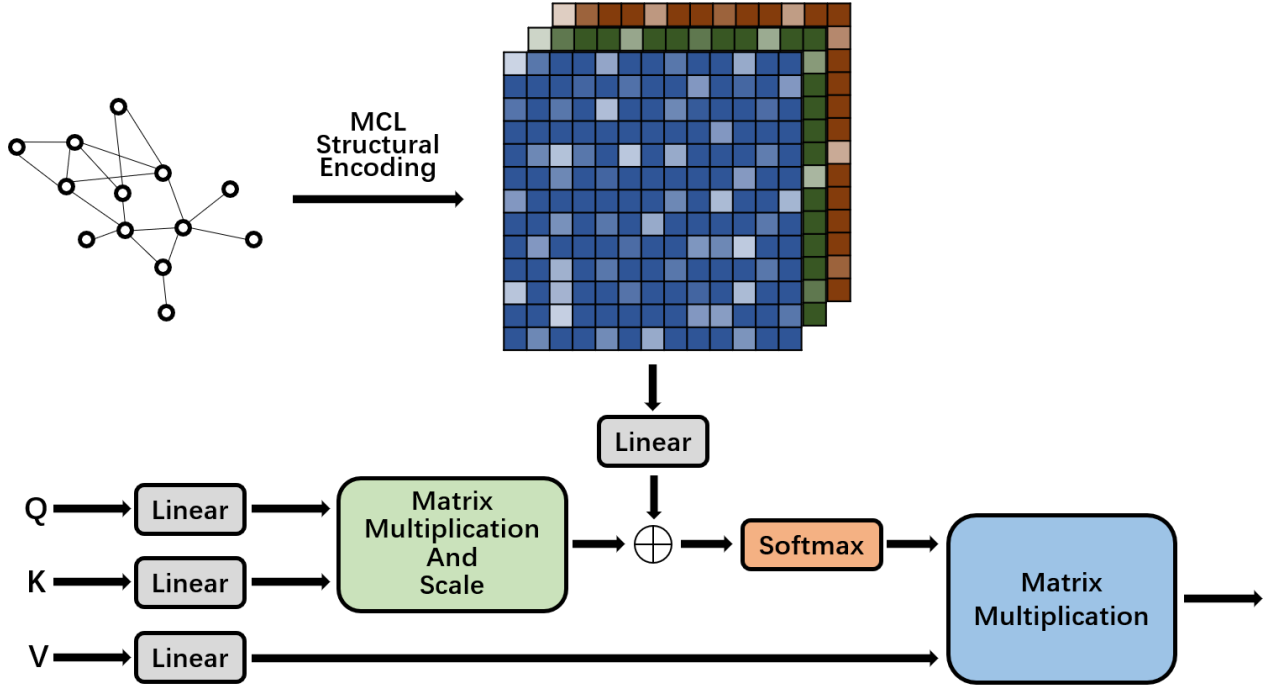 MCL
Structural
Encoding
Linear
Q
Linear
Matrix
Multiplication
And
Scale
Softmax
K
Linear
Matrix
Multiplication
V
Linear